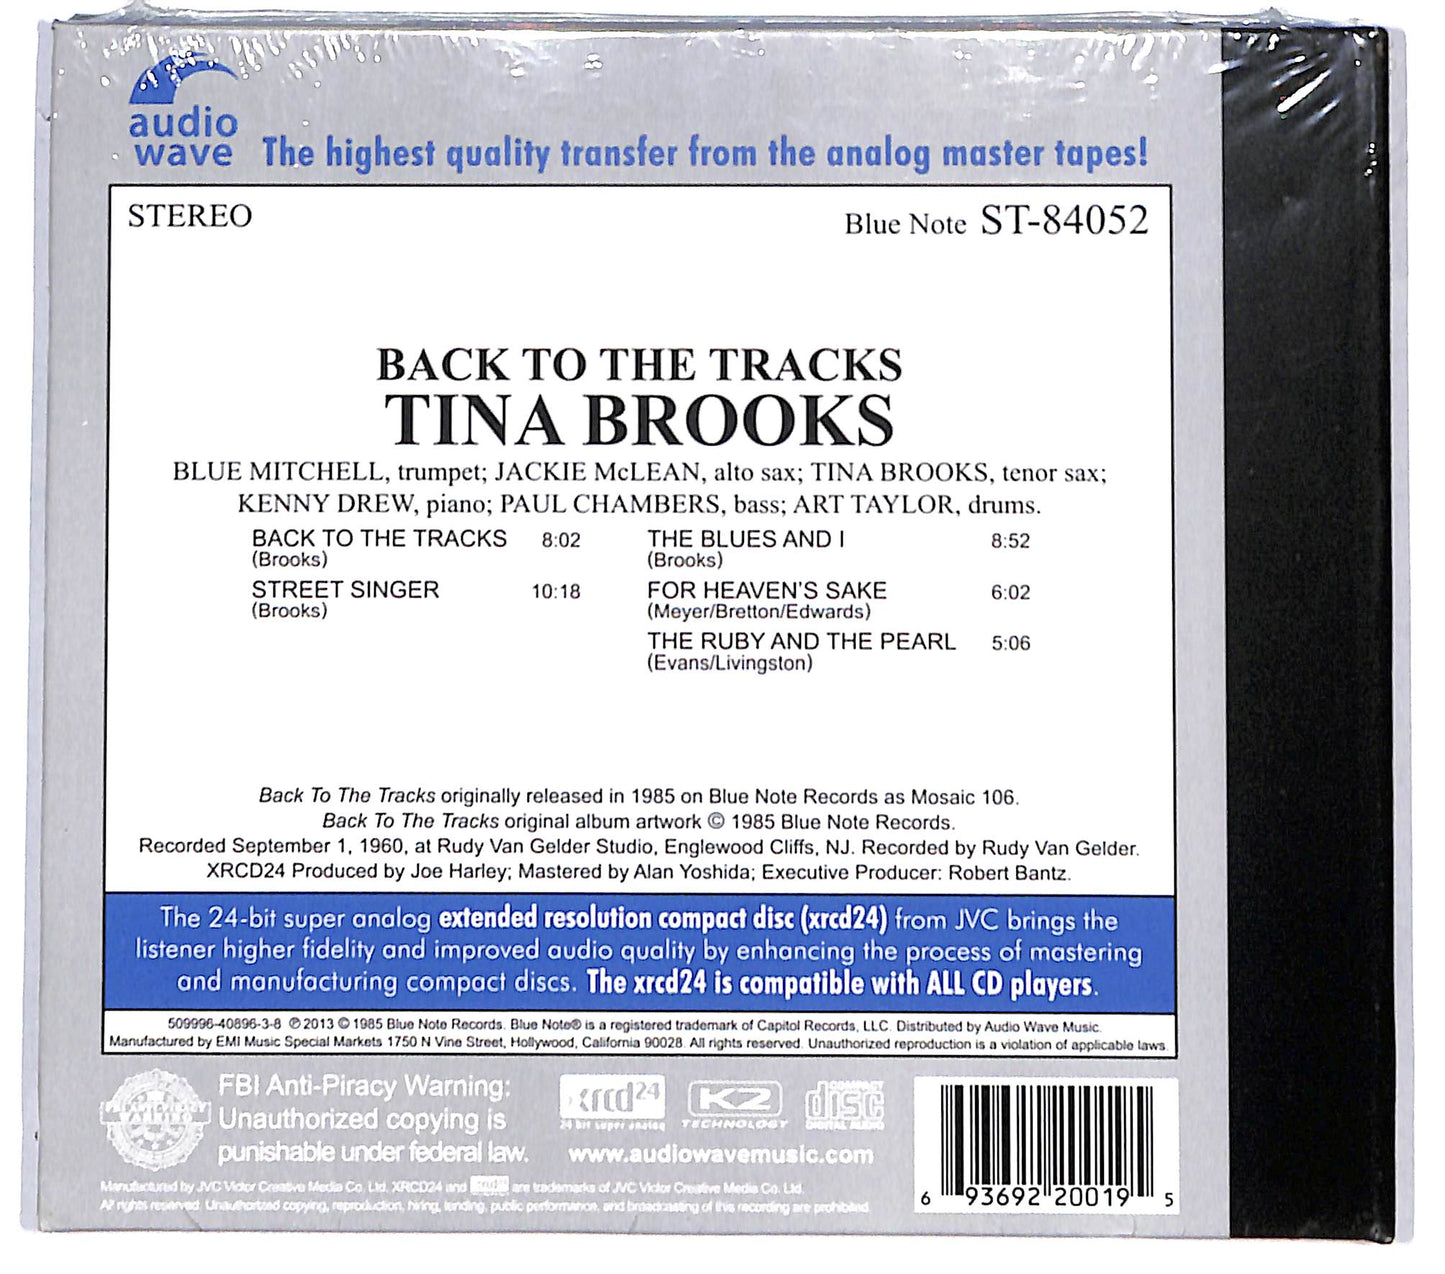 audio
wave The highest quality transfer from the analog master tapes!
STEREO
Blue Note ST-84052
BACK TO THE TRACKS
TINA BROOKS
BLUE MITCHELL, trumpet; JACKIE McLEAN, alto sax; TINA BROOKS, tenor sax;
KENNY DREW, piano; PAUL CHAMBERS, bass; ART TAYLOR, drums.
BACK TO THE TRACKS 8:02
(Brooks)
STREET SINGER 10:18
(Brooks)
THE BLUES AND I 8:52
(Brooks)
FOR HEAVEN'S SAKE 6:02
(Meyer/Bretton/Edwards)
THE RUBY AND THE PEARL 5:06
(Evans/Livingston)
Back To The Tracks originally released in 1985 on Blue Note Records as Mosaic 106.
Back To The Tracks original album artwork © 1985 Blue Note Records.
Recorded September 1, 1960, at Rudy Van Gelder Studio, Englewood Cliffs, NJ. Recorded by Rudy Van Gelder.
XRCD24 Produced by Joe Harley; Mastered by Alan Yoshida; Executive Producer: Robert Bantz.
The 24-bit super analog extended resolution compact disc (xrcd24) from JVC brings the
listener higher fidelity and improved audio quality by enhancing the process of mastering
and manufacturing compact discs. The xrcd24 is compatible with ALL CD players.
509996-40896-3-8 ℗2013 © 1985 Blue Note Records. Blue Note® is a registered trademark of Capitol Records, LLC. Distributed by Audio Wave Music.
Manufactured by EMI Music Special Markets 1750 N Vine Street, Hollywood, California 90028. All rights reserved. Unauthorized reproduction is a violation of applicable laws.
FBI Anti-Piracy Warning:
Unauthorized copying is
punishable under federal law.
xrcd24
24 bit super analog
K2
TECHNOLOGY
COMPACT
disc
DIGITAL AUDIO
www.audiowavemusic.com
Manufactured by JVC Victor Creative Media Co. Ltd. XRCD24 and are trademarks of JVC Victor Creative Media Co. Ltd.
All rights reserved. Unauthorized copying, reproduction, hiring, lending, public performance, and broadcasting of this recording are prohibited.
6 93692 20019 5